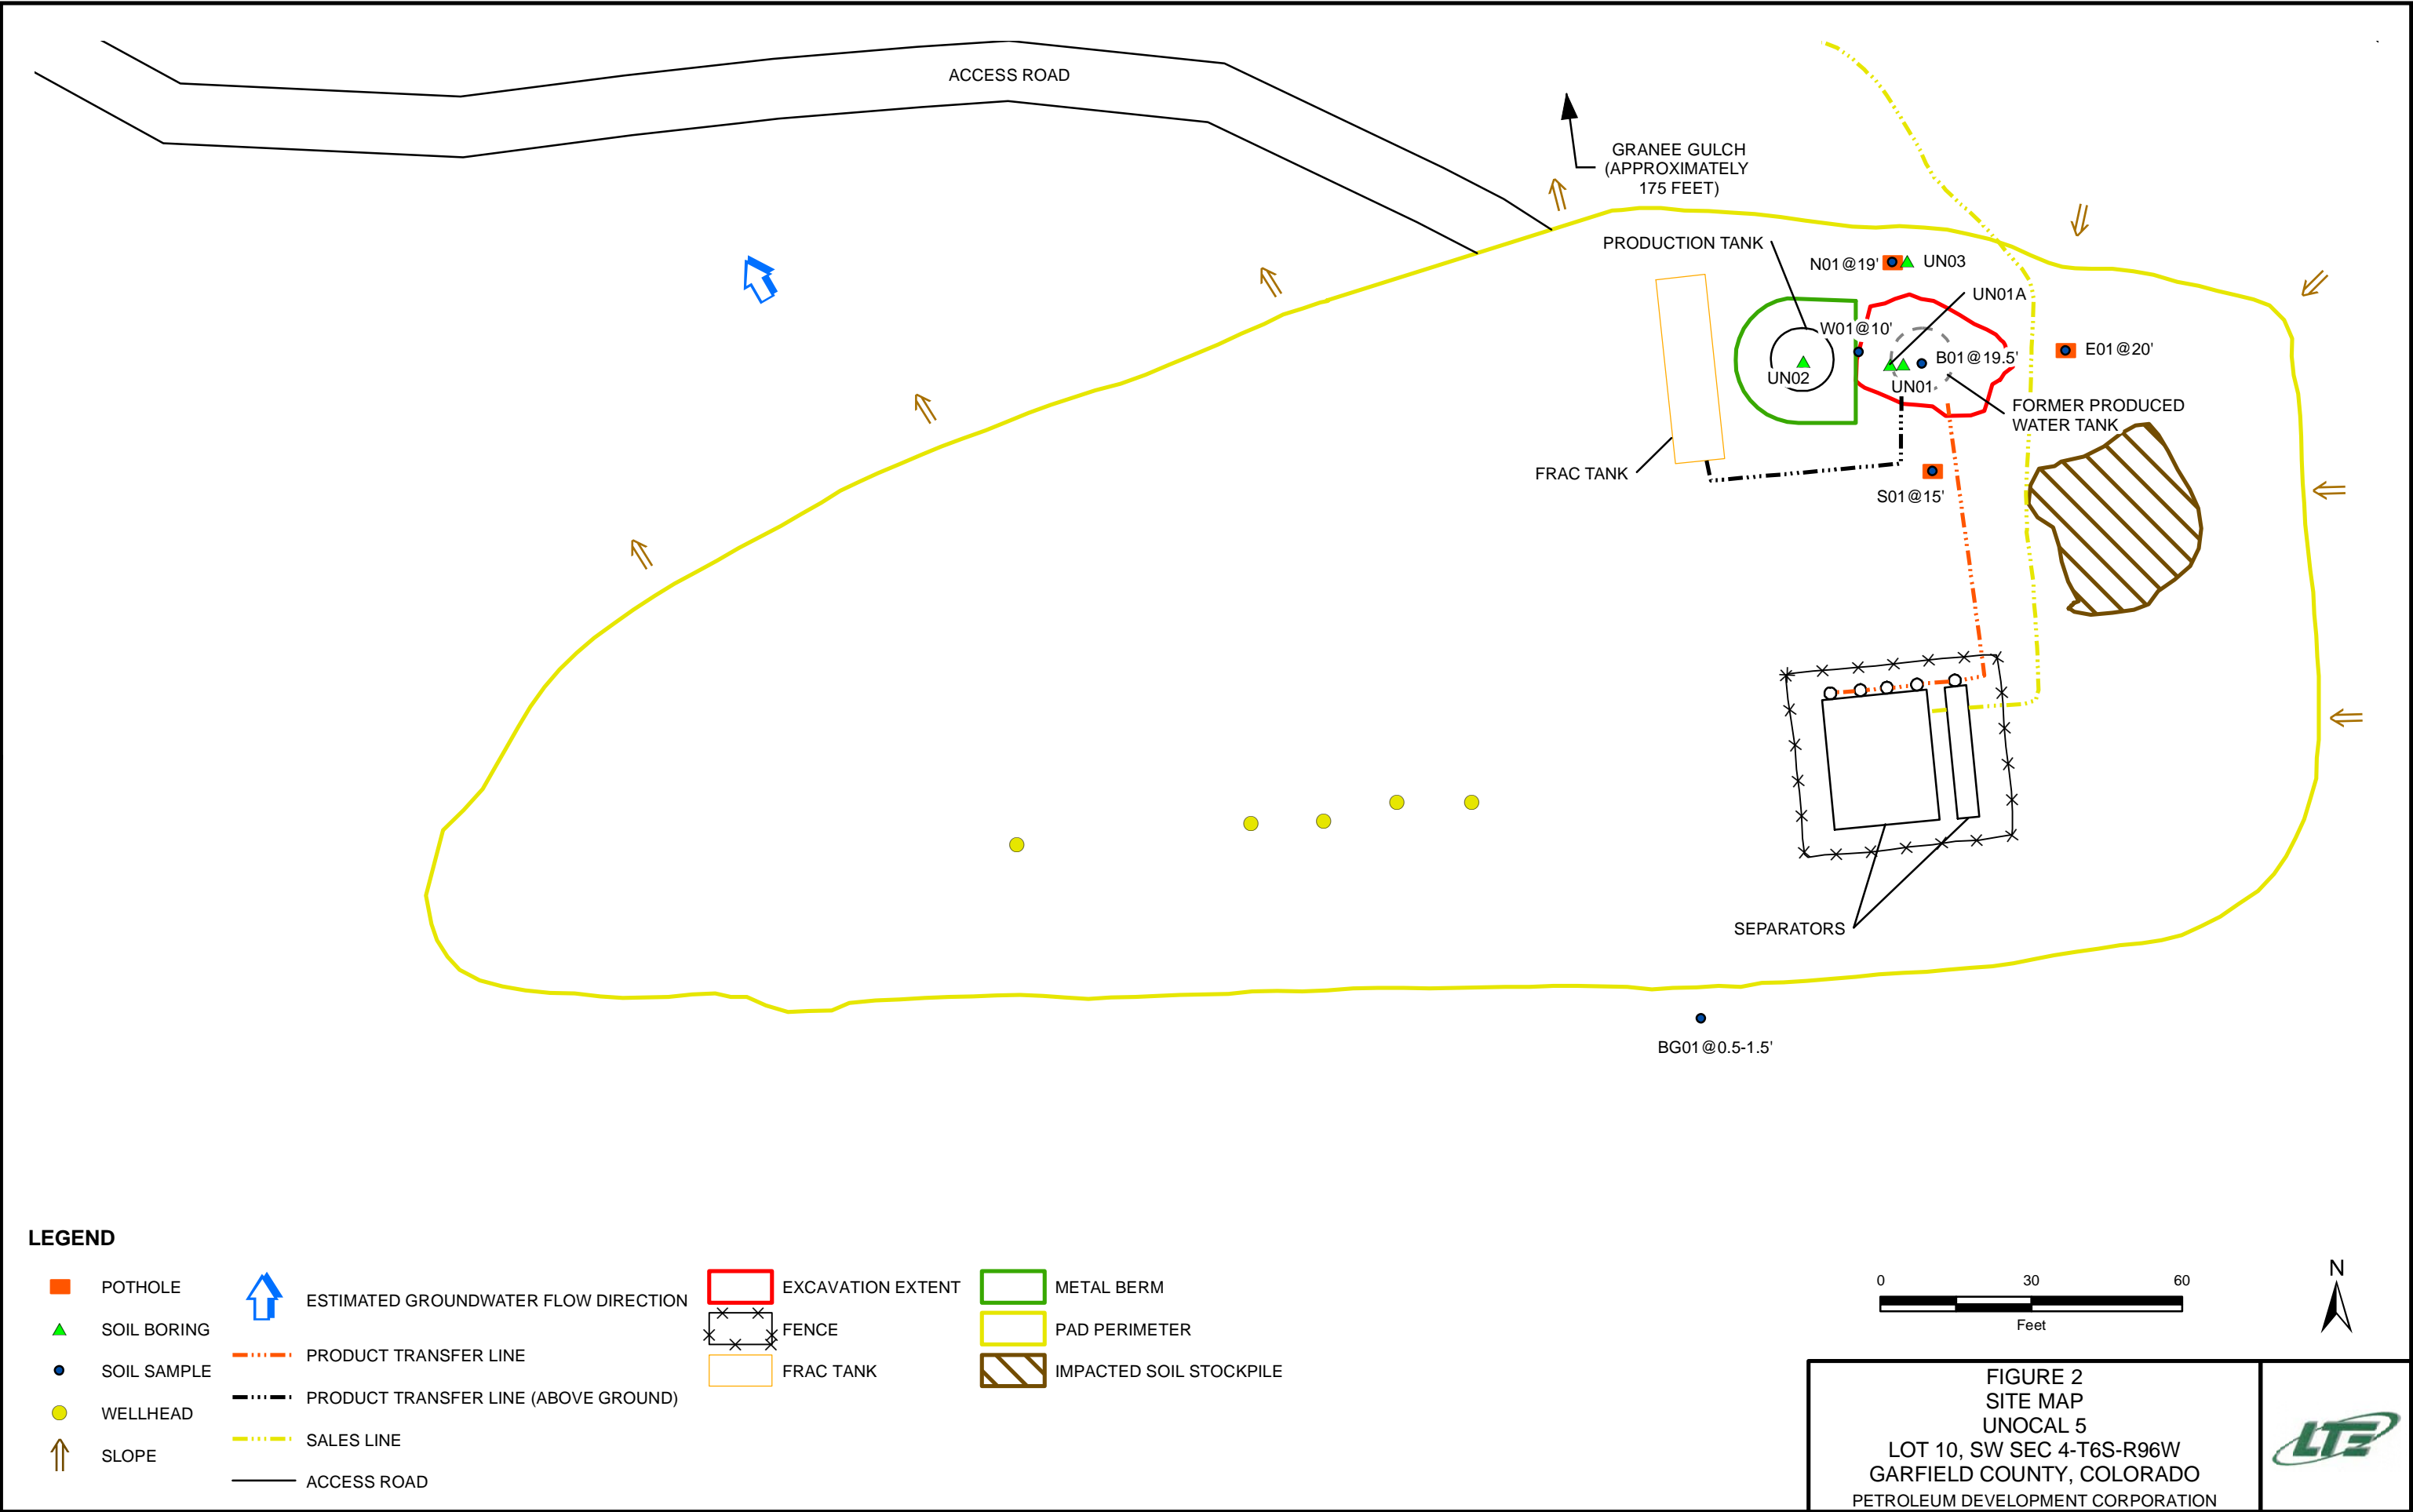 ACCESS ROAD
GRANEE GULCH
(APPROXIMATELY
175 FEET)
PRODUCTION TANK
N01@19'
UN03
UN01A
W01@10'
E01@20'
B01@19.5'
UN02
UN01
FORMER PRODUCED
WATER TANK
FRAC TANK
S01@15'
SEPARATORS
BG01@0.5-1.5'
LEGEND
POTHOLE
SOIL BORING
SOIL SAMPLE
WELLHEAD
SLOPE
ESTIMATED GROUNDWATER FLOW DIRECTION
PRODUCT TRANSFER LINE
PRODUCT TRANSFER LINE (ABOVE GROUND)
SALES LINE
ACCESS ROAD
EXCAVATION EXTENT
FENCE
FRAC TANK
METAL BERM
PAD PERIMETER
IMPACTED SOIL STOCKPILE
0 30 60
Feet
N
FIGURE 2
SITE MAP
UNOCAL 5
LOT 10, SW SEC 4-T6S-R96W
GARFIELD COUNTY, COLORADO
PETROLEUM DEVELOPMENT CORPORATION
LTE